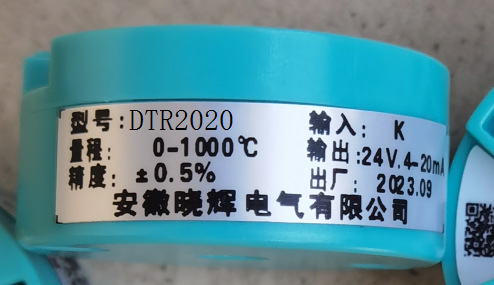 型号:DTR2020 输入: K
量程: 0-1000℃ 输出:24V.4-20mA
精度: ±0.5% 出厂: 2023.09
安徽晓辉电气有限公司